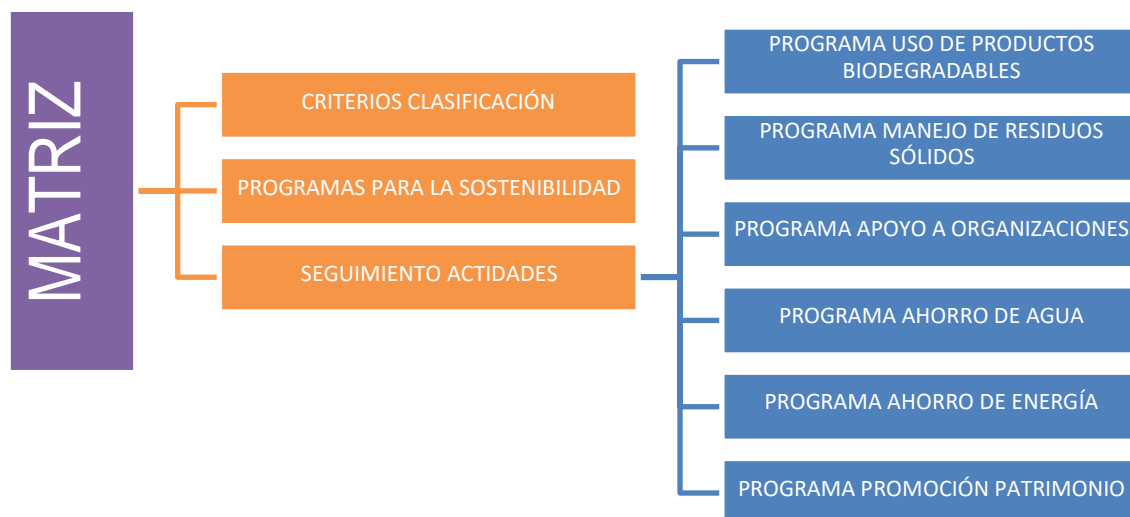 MATRIZ
CRITERIOS CLASIFICACIÓN
PROGRAMAS PARA LA SOSTENIBILIDAD
SEGUIMIENTO ACTIDADES
PROGRAMA USO DE PRODUCTOS
BIODEGRADABLES
PROGRAMA MANEJO DE RESIDUOS
SÓLIDOS
PROGRAMA APOYO A ORGANIZACIONES
PROGRAMA AHORRO DE AGUA
PROGRAMA AHORRO DE ENERGÍA
PROGRAMA PROMOCIÓN PATRIMONIO